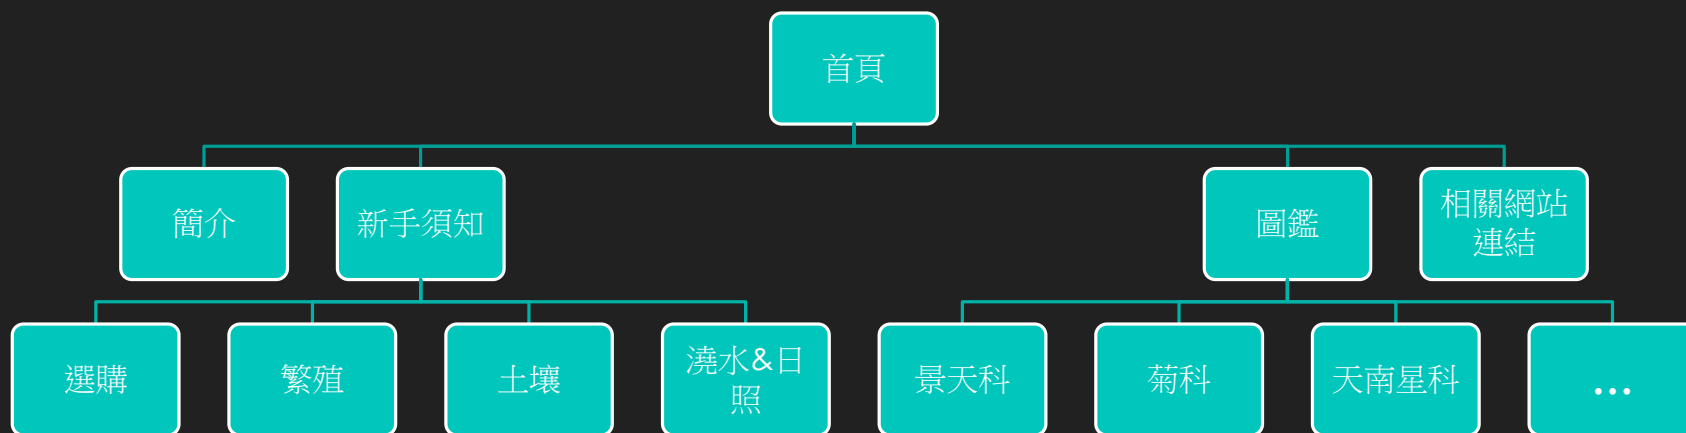 首頁
簡介
新手須知
圖鑑
相關網站
連結
選購
繁殖
土壤
澆水&日
照
景天科
菊科
天南星科
...